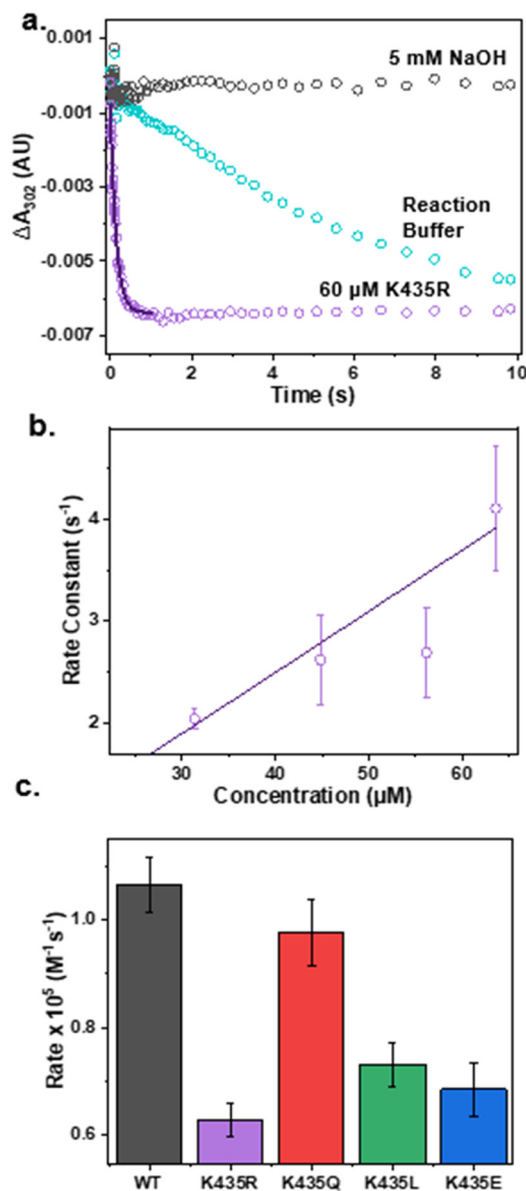 a.
0.001
-0.001
-0.003
-0.005
-0.007
ΔA302 (AU)
5 mM NaOH
Reaction
Buffer
60 µM K435R
0 2 4 6 8 10
Time (s)
b.
4
3
2
Rate Constant (s⁻¹)
30 40 50 60
Concentration (µM)
c.
1.0
0.8
0.6
Rate x 10⁵ (M⁻¹s⁻¹)
WT K435R K435Q K435L K435E